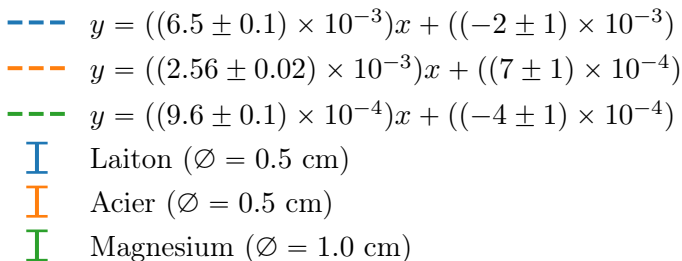 y = ((6.5 ± 0.1) × 10⁻³)x + ((−2 ± 1) × 10⁻³)
y = ((2.56 ± 0.02) × 10⁻³)x + ((7 ± 1) × 10⁻⁴)
y = ((9.6 ± 0.1) × 10⁻⁴)x + ((−4 ± 1) × 10⁻⁴)
Laiton (∅ = 0.5 cm)
Acier (∅ = 0.5 cm)
Magnesium (∅ = 1.0 cm)